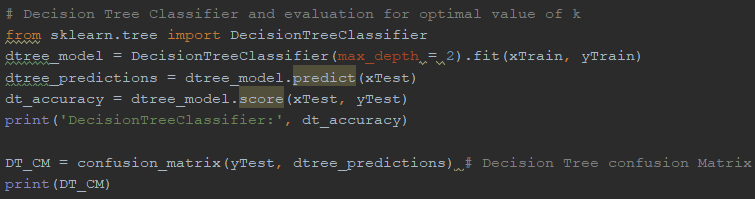 # Decision Tree Classifier and evaluation for optimal value of k
from sklearn.tree import DecisionTreeClassifier
dtree_model = DecisionTreeClassifier(max_depth = 2).fit(xTrain, yTrain)
dtree_predictions = dtree_model.predict(xTest)
dt_accuracy = dtree_model.score(xTest, yTest)
print('DecisionTreeClassifier:', dt_accuracy)
DT_CM = confusion_matrix(yTest, dtree_predictions) # Decision Tree confusion Matrix
print(DT_CM)